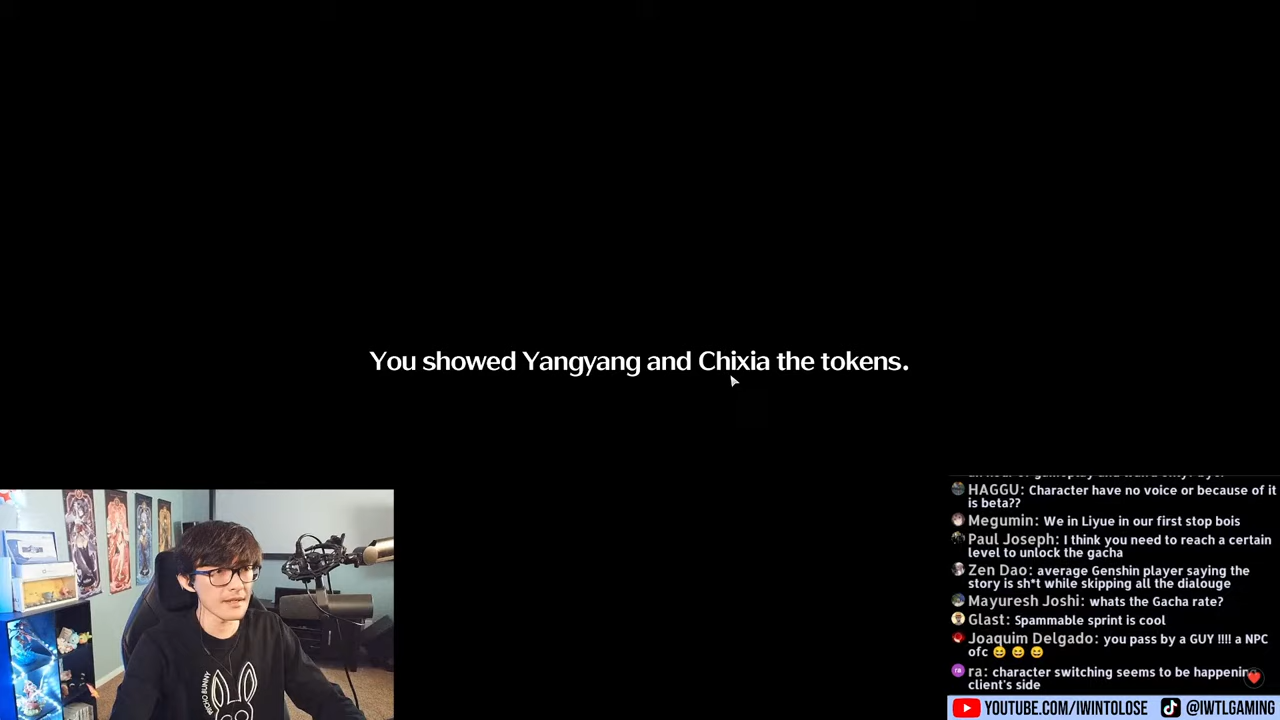 You showed Yangyang and Chixia the tokens.
HAGGU: Character have no voice or because of it
is beta??
Megumin: We in Liyue in our first stop bois
Paul Joseph: I think you need to reach a certain
level to unlock the gacha
Zen Dao: average Genshin player saying the
story is sh*t while skipping all the dialouge
Mayuresh Joshi: whats the Gacha rate?
Glast: Spammable sprint is cool
Joaquim Delgado: you pass by a GUY !!!! a NPC
ofc 😆 😆 😆
ra: character switching seems to be happening
client's side
YOUTUBE.COM/IWINTOLOSE @IWTLGAMING